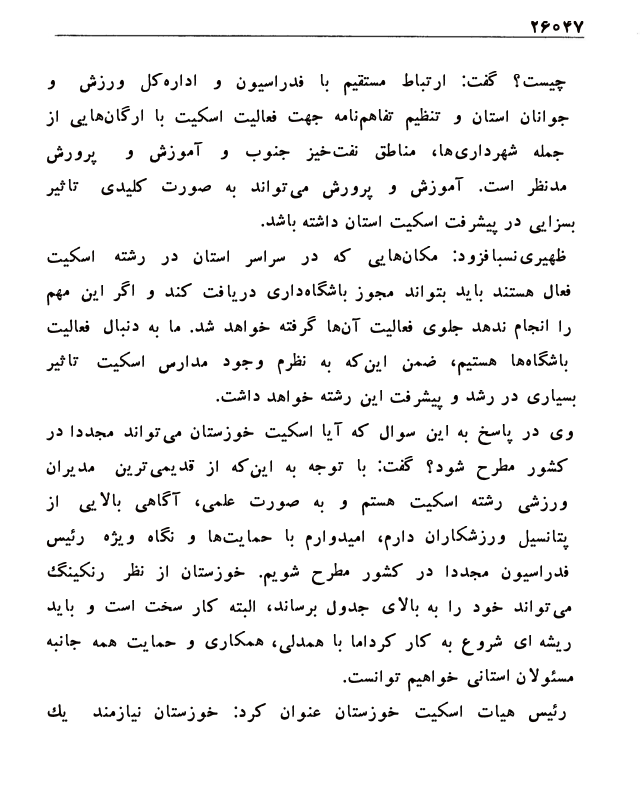 ۲۶۰۴۷
چیست؟ گفت: ارتباط مستقیم با فدراسیون و اداره‌کل ورزش و
جوانان استان و تنظیم تفاهم‌نامه جهت فعالیت اسکیت با ارگان‌هایی از
جمله شهرداری‌ها، مناطق نفت‌خیز جنوب و آموزش و پرورش
مدنظر است. آموزش و پرورش می‌تواند به صورت کلیدی تاثیر
بسزایی در پیشرفت اسکیت استان داشته باشد.
ظهیری‌نسبافزود: مکان‌هایی که در سراسر استان در رشته اسکیت
فعال هستند باید بتواند مجوز باشگاه‌داری دریافت کند و اگر این مهم
را انجام ندهد جلوی فعالیت آن‌ها گرفته خواهد شد. ما به دنبال فعالیت
باشگاه‌ها هستیم، ضمن این‌که به نظرم وجود مدارس اسکیت تاثیر
بسیاری در رشد و پیشرفت این رشته خواهد داشت.
وی در پاسخ به این سوال که آیا اسکیت خوزستان می‌تواند مجددا در
کشور مطرح شود؟ گفت: با توجه به این‌که از قدیمی‌ترین مدیران
ورزشی رشته اسکیت هستم و به صورت علمی، آگاهی بالایی از
پتانسیل ورزشکاران دارم، امیدوارم با حمایت‌ها و نگاه ویژه رئیس
فدراسیون مجددا در کشور مطرح شویم. خوزستان از نظر رنکینگ
می‌تواند خود را به بالای جدول برساند، البته کار سخت است و باید
ریشه ای شروع به کار کرداما با همدلی، همکاری و حمایت همه جانبه
مسئولان استانی خواهیم توانست.
رئیس هیات اسکیت خوزستان عنوان کرد: خوزستان نیازمند یك